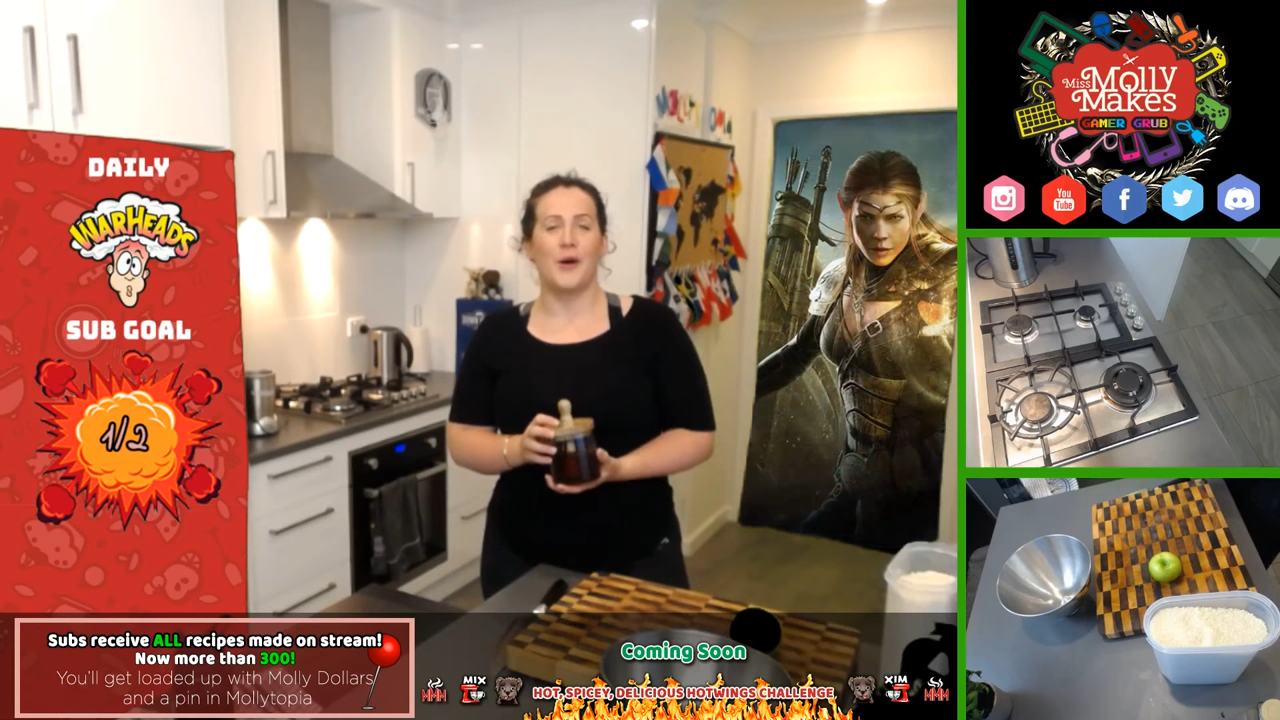 DAILY
WARHEADS
SUB GOAL
1/2
MOLLYTOPIA
Miss
Molly
Makes
GAMER GRUB
You
Tube
Subs receive ALL recipes made on stream!
Now more than 300!
You'll get loaded up with Molly Dollars
and a pin in Mollytopia
Coming Soon
MIX
HOT, SPICEY, DELICIOUS HOTWINGS CHALLENGE
XIM